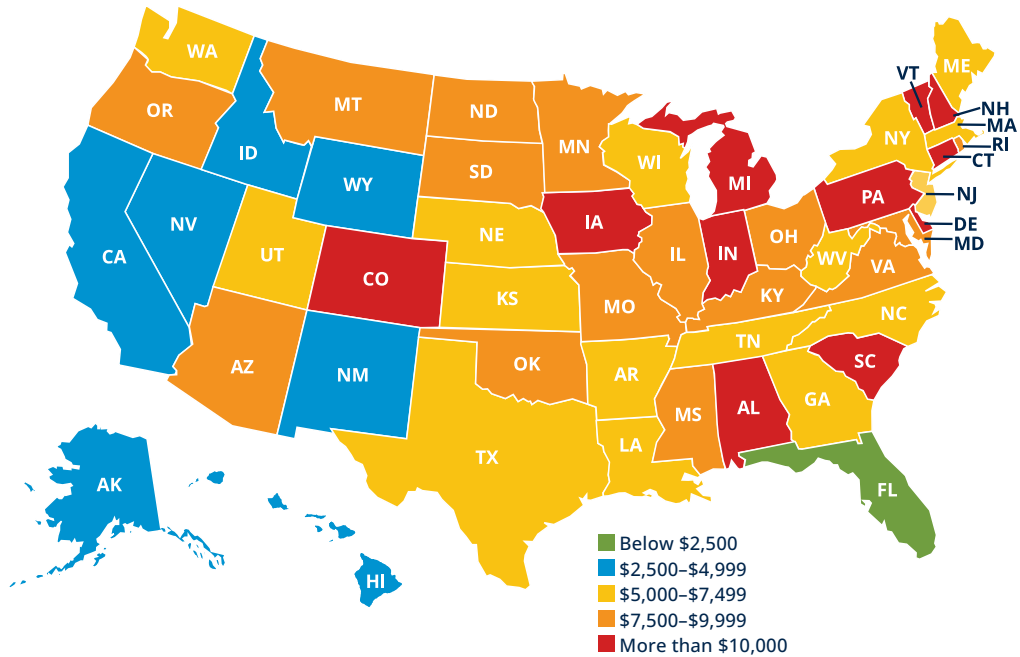 WA
VT
ME
MT
ND
OR
NH
MA
NY
MN
RI
ID
CT
WI
SD
WY
MI
NJ
PA
NV
IA
DE
NE
OH
MD
CA
UT
IL
IN
WV
VA
CO
KS
KY
MO
NC
TN
AZ
OK
SC
NM
AR
GA
MS
AL
LA
TX
AK
FL
HI
Below $2,500
$2,500–$4,999
$5,000–$7,499
$7,500–$9,999
More than $10,000